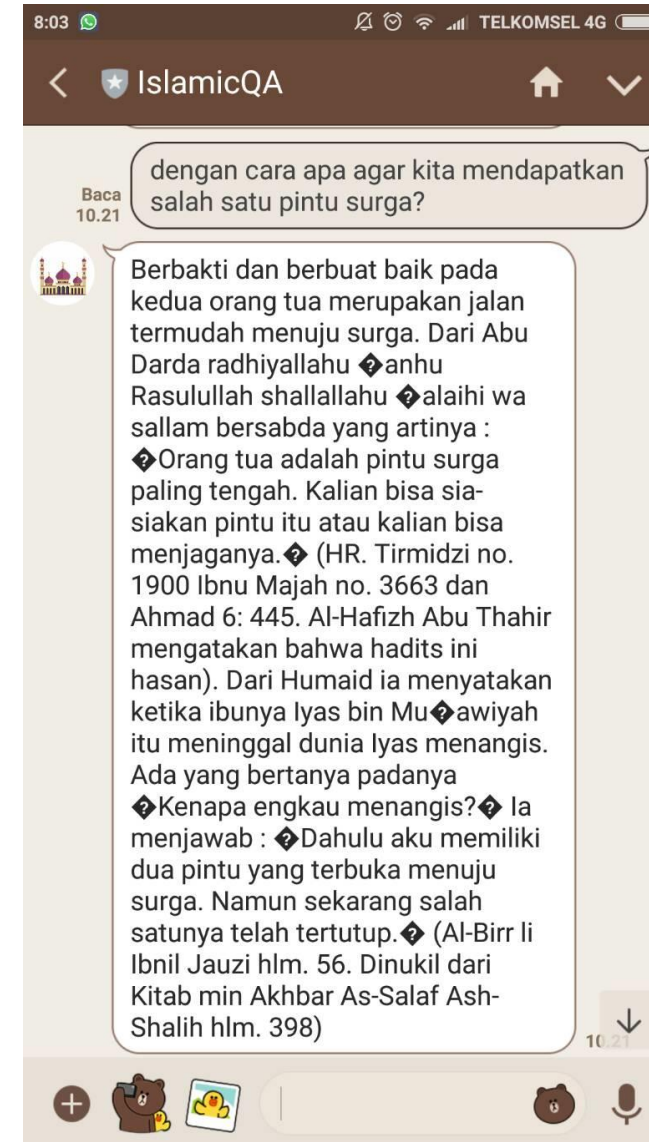 8:03 TELKOMSEL 4G
IslamicQA
dengan cara apa agar kita mendapatkan
salah satu pintu surga?
Baca
10.21
Berbakti dan berbuat baik pada
kedua orang tua merupakan jalan
termudah menuju surga. Dari Abu
Darda radhiyallahu �anhu
Rasulullah shallallahu �alaihi wa
sallam bersabda yang artinya :
�Orang tua adalah pintu surga
paling tengah. Kalian bisa sia-
siakan pintu itu atau kalian bisa
menjaganya.� (HR. Tirmidzi no.
1900 Ibnu Majah no. 3663 dan
Ahmad 6: 445. Al-Hafizh Abu Thahir
mengatakan bahwa hadits ini
hasan). Dari Humaid ia menyatakan
ketika ibunya Iyas bin Mu�awiyah
itu meninggal dunia Iyas menangis.
Ada yang bertanya padanya
�Kenapa engkau menangis?� Ia
menjawab : �Dahulu aku memiliki
dua pintu yang terbuka menuju
surga. Namun sekarang salah
satunya telah tertutup.� (Al-Birr li
Ibnil Jauzi hlm. 56. Dinukil dari
Kitab min Akhbar As-Salaf Ash-
Shalih hlm. 398)
10.21